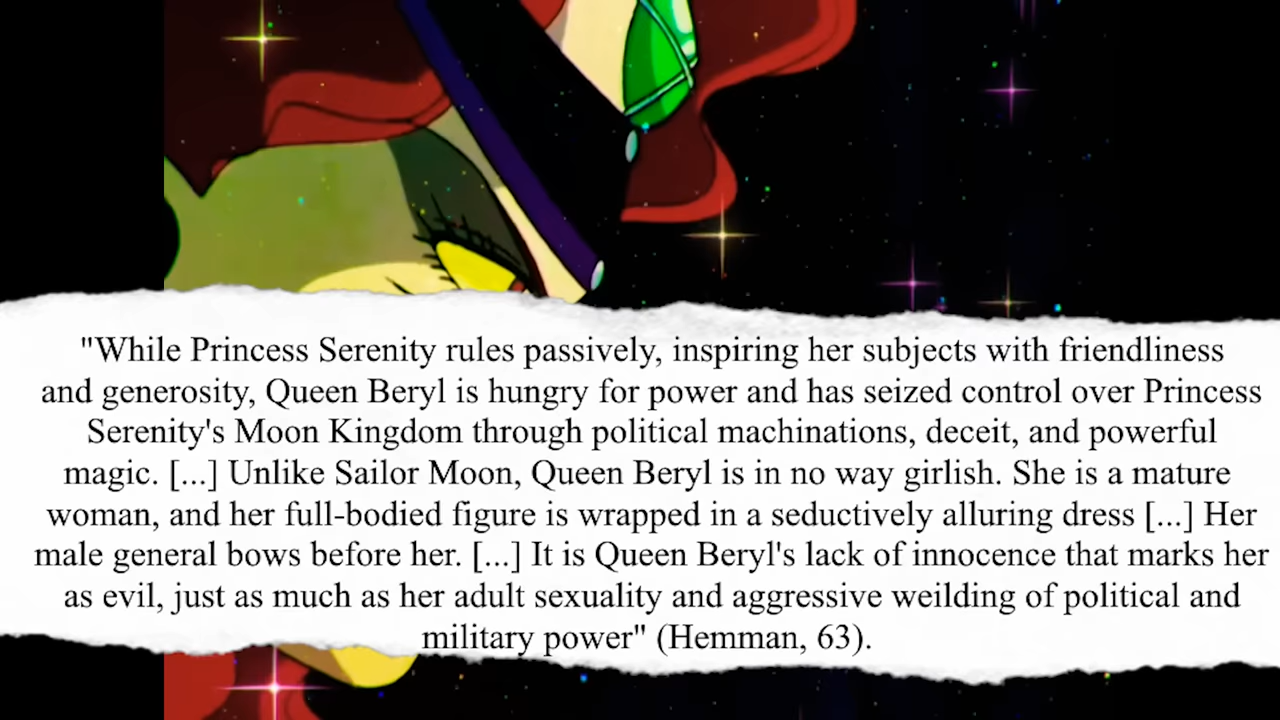 "While Princess Serenity rules passively, inspiring her subjects with friendliness
and generosity, Queen Beryl is hungry for power and has seized control over Princess
Serenity's Moon Kingdom through political machinations, deceit, and powerful
magic. [...] Unlike Sailor Moon, Queen Beryl is in no way girlish. She is a mature
woman, and her full-bodied figure is wrapped in a seductively alluring dress [...] Her
male general bows before her. [...] It is Queen Beryl's lack of innocence that marks her
as evil, just as much as her adult sexuality and aggressive weilding of political and
military power" (Hemman, 63).